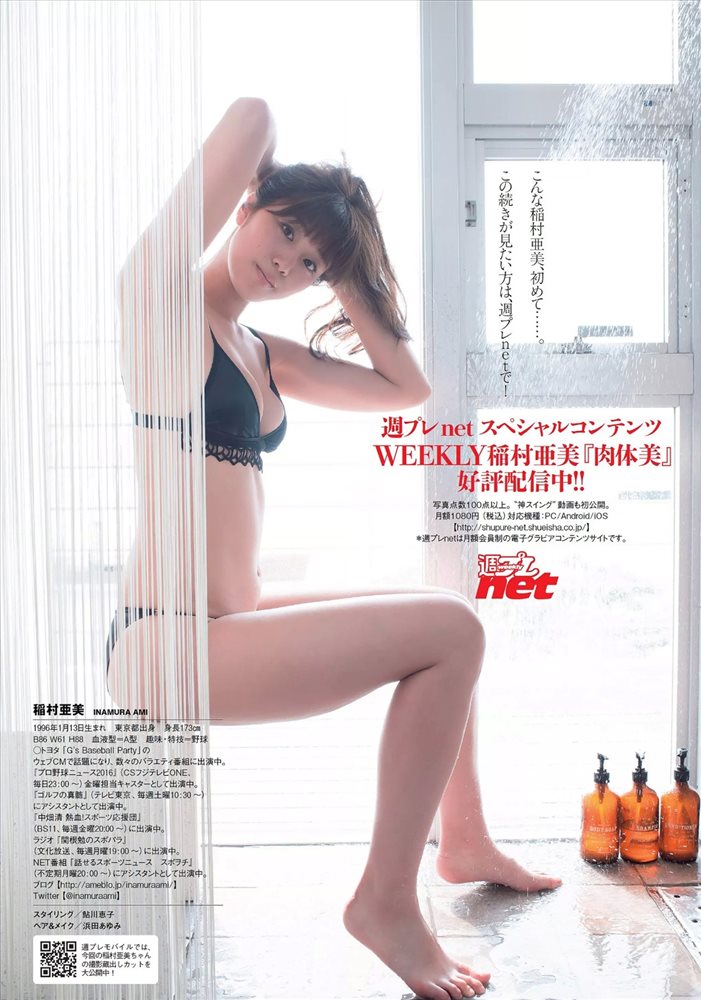 こんな稲村亜美、初めて……。
この続きが見たい方は、週プレnetで!
週プレnet スペシャルコンテンツ
WEEKLY稲村亜美『肉体美』
好評配信中!!
写真点数100点以上。“神スイング”動画も初公開。
月額1080円（税込）対応機種：PC/Android/iOS
【http://shupure-net.shueisha.co.jp/】
＊週プレnetは月額会員制の電子グラビアコンテンツサイトです。
週プレ
weekly
net
稲村亜美 INAMURA AMI
1996年1月13日生まれ 東京都出身 身長173㎝
B86 W61 H88 血液型＝A型 趣味・特技＝野球
○トヨタ「G's Baseball Party」の
ウェブCMで話題になり、数々のバラエティ番組に出演中。
『プロ野球ニュース2016』（CSフジテレビONE、
毎日23：00～）金曜担当キャスターとして出演中。
『ゴルフの真髄』（テレビ東京、毎週土曜10：30～）
にアシスタントとして出演中。
『中畑清 熱血！スポーツ応援団』
（BS11、毎週金曜20：00～）に出演中。
ラジオ『関根勤のスポパラ』
（文化放送、毎週月曜19：00～）に出演中。
NET番組『話せるスポーツニュース スポヲチ』
（不定期月曜20：00～）にアシスタントとして出演中。
ブログ【http://ameblo.jp/inamuraami/】
Twitter【@inamuraami】
スタイリング／鮎川恵子
ヘア&メイク／浜田あゆみ
週プレモバイルでは、
今回の稲村亜美ちゃん
の撮影蔵出しカットを
大公開中！
BODY SOAP
SHAMPOO
CONDITIONER